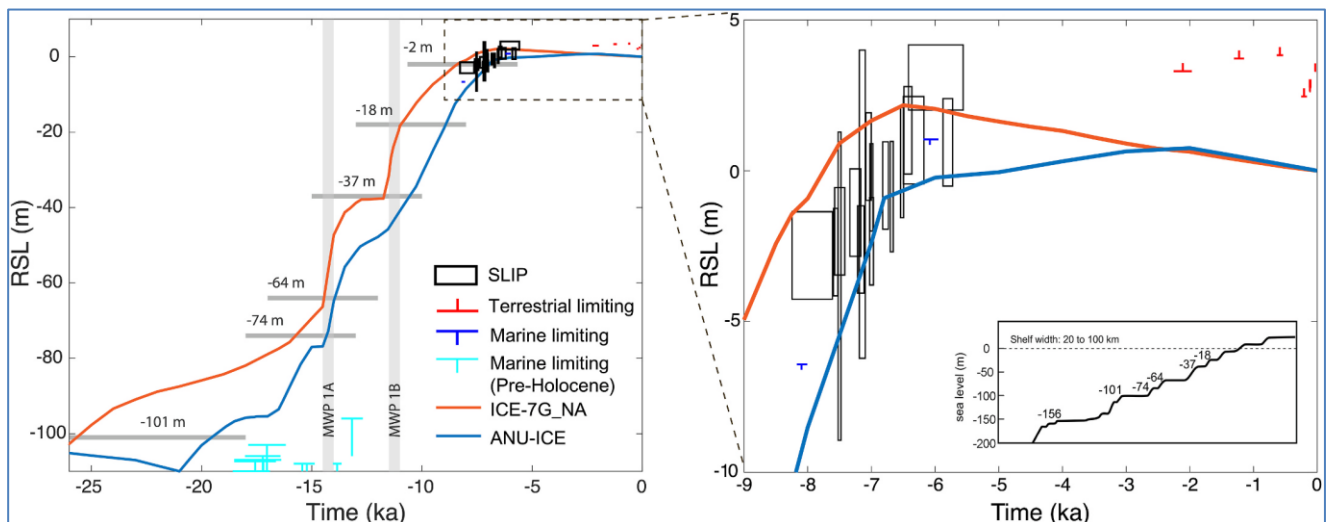 RSL (m)
0
-20
-40
-60
-80
-100
-2 m
-18 m
-37 m
-64 m
-74 m
-101 m
MWP 1A
MWP 1B
SLIP
Terrestrial limiting
Marine limiting
Marine limiting
(Pre-Holocene)
ICE-7G_NA
ANU-ICE
-25 -20 -15 -10 -5 0
Time (ka)
RSL (m)
5
0
-5
-10
Shelf width: 20 to 100 km
sea level (m)
0
-50
-100
-150
-200
-156
-101
-74
-64
-37
-18
-9 -8 -7 -6 -5 -4 -3 -2 -1 0
Time (ka)